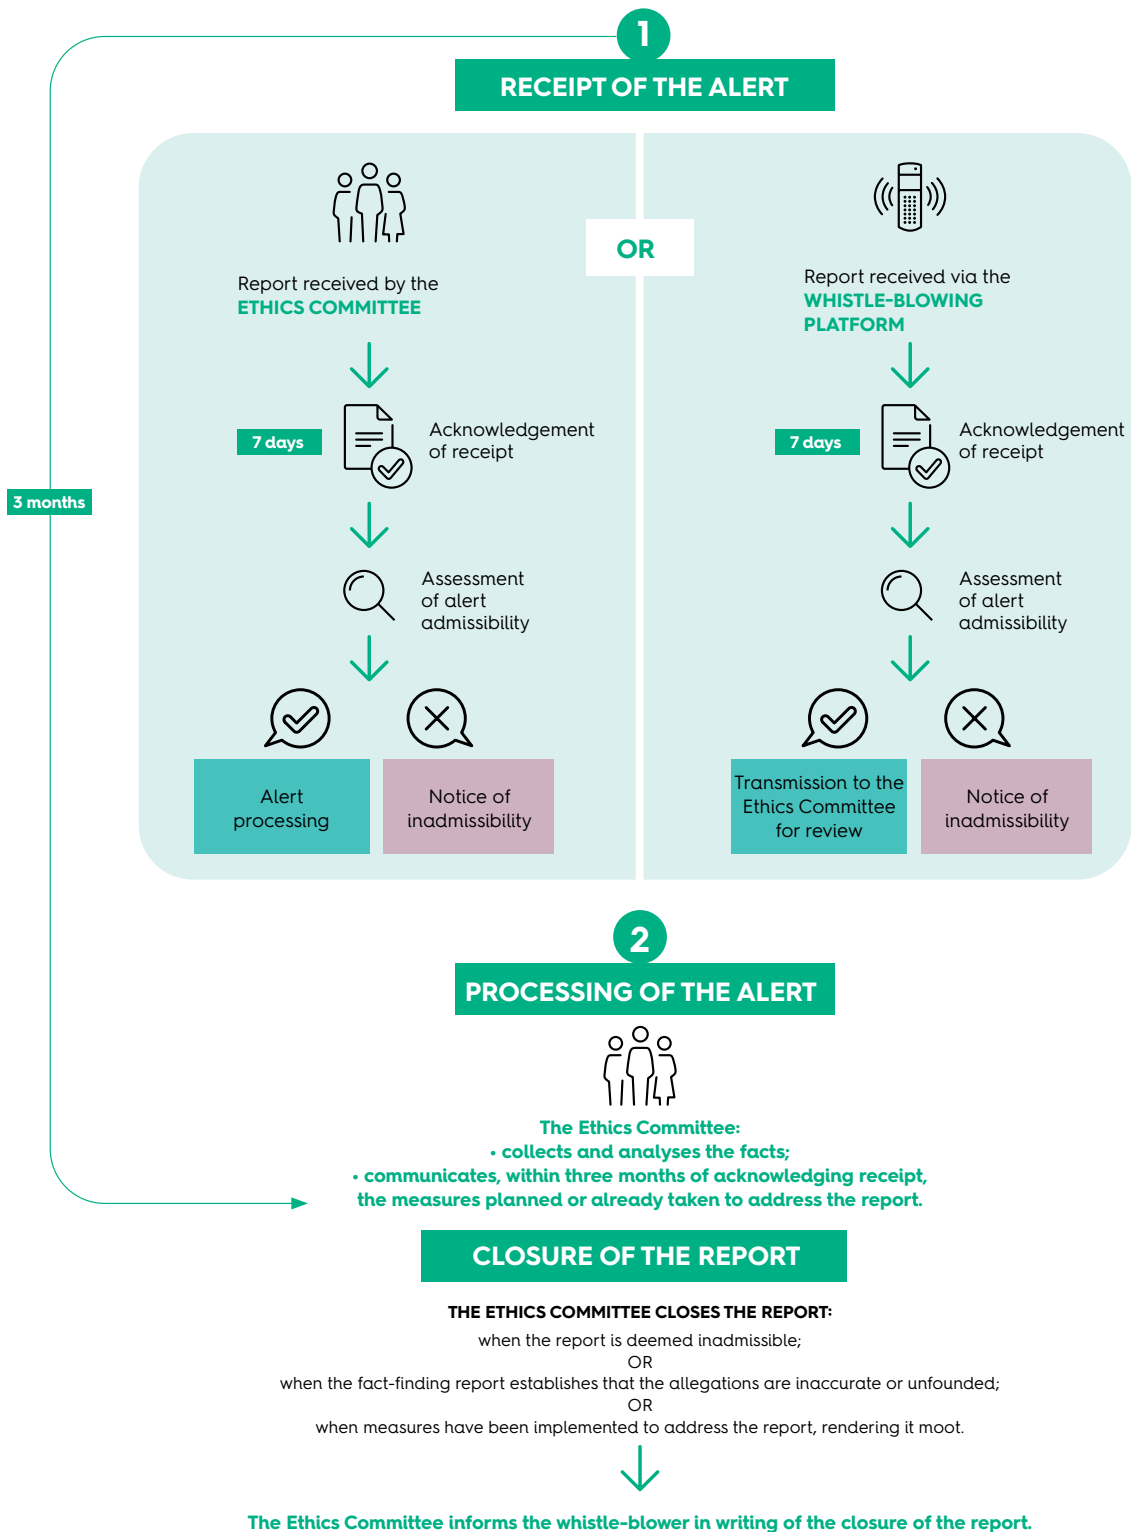 1
RECEIPT OF THE ALERT
OR
Report received by the
ETHICS COMMITTEE
7 days
Acknowledgement
of receipt
Assessment
of alert
admissibility
Alert
processing
Notice of
inadmissibility
Report received via the
WHISTLE-BLOWING
PLATFORM
7 days
Acknowledgement
of receipt
Assessment
of alert
admissibility
Transmission to the
Ethics Committee
for review
Notice of
inadmissibility
3 months
2
PROCESSING OF THE ALERT
The Ethics Committee:
• collects and analyses the facts;
• communicates, within three months of acknowledging receipt,
the measures planned or already taken to address the report.
CLOSURE OF THE REPORT
THE ETHICS COMMITTEE CLOSES THE REPORT:
when the report is deemed inadmissible;
OR
when the fact-finding report establishes that the allegations are inaccurate or unfounded;
OR
when measures have been implemented to address the report, rendering it moot.
The Ethics Committee informs the whistle-blower in writing of the closure of the report.